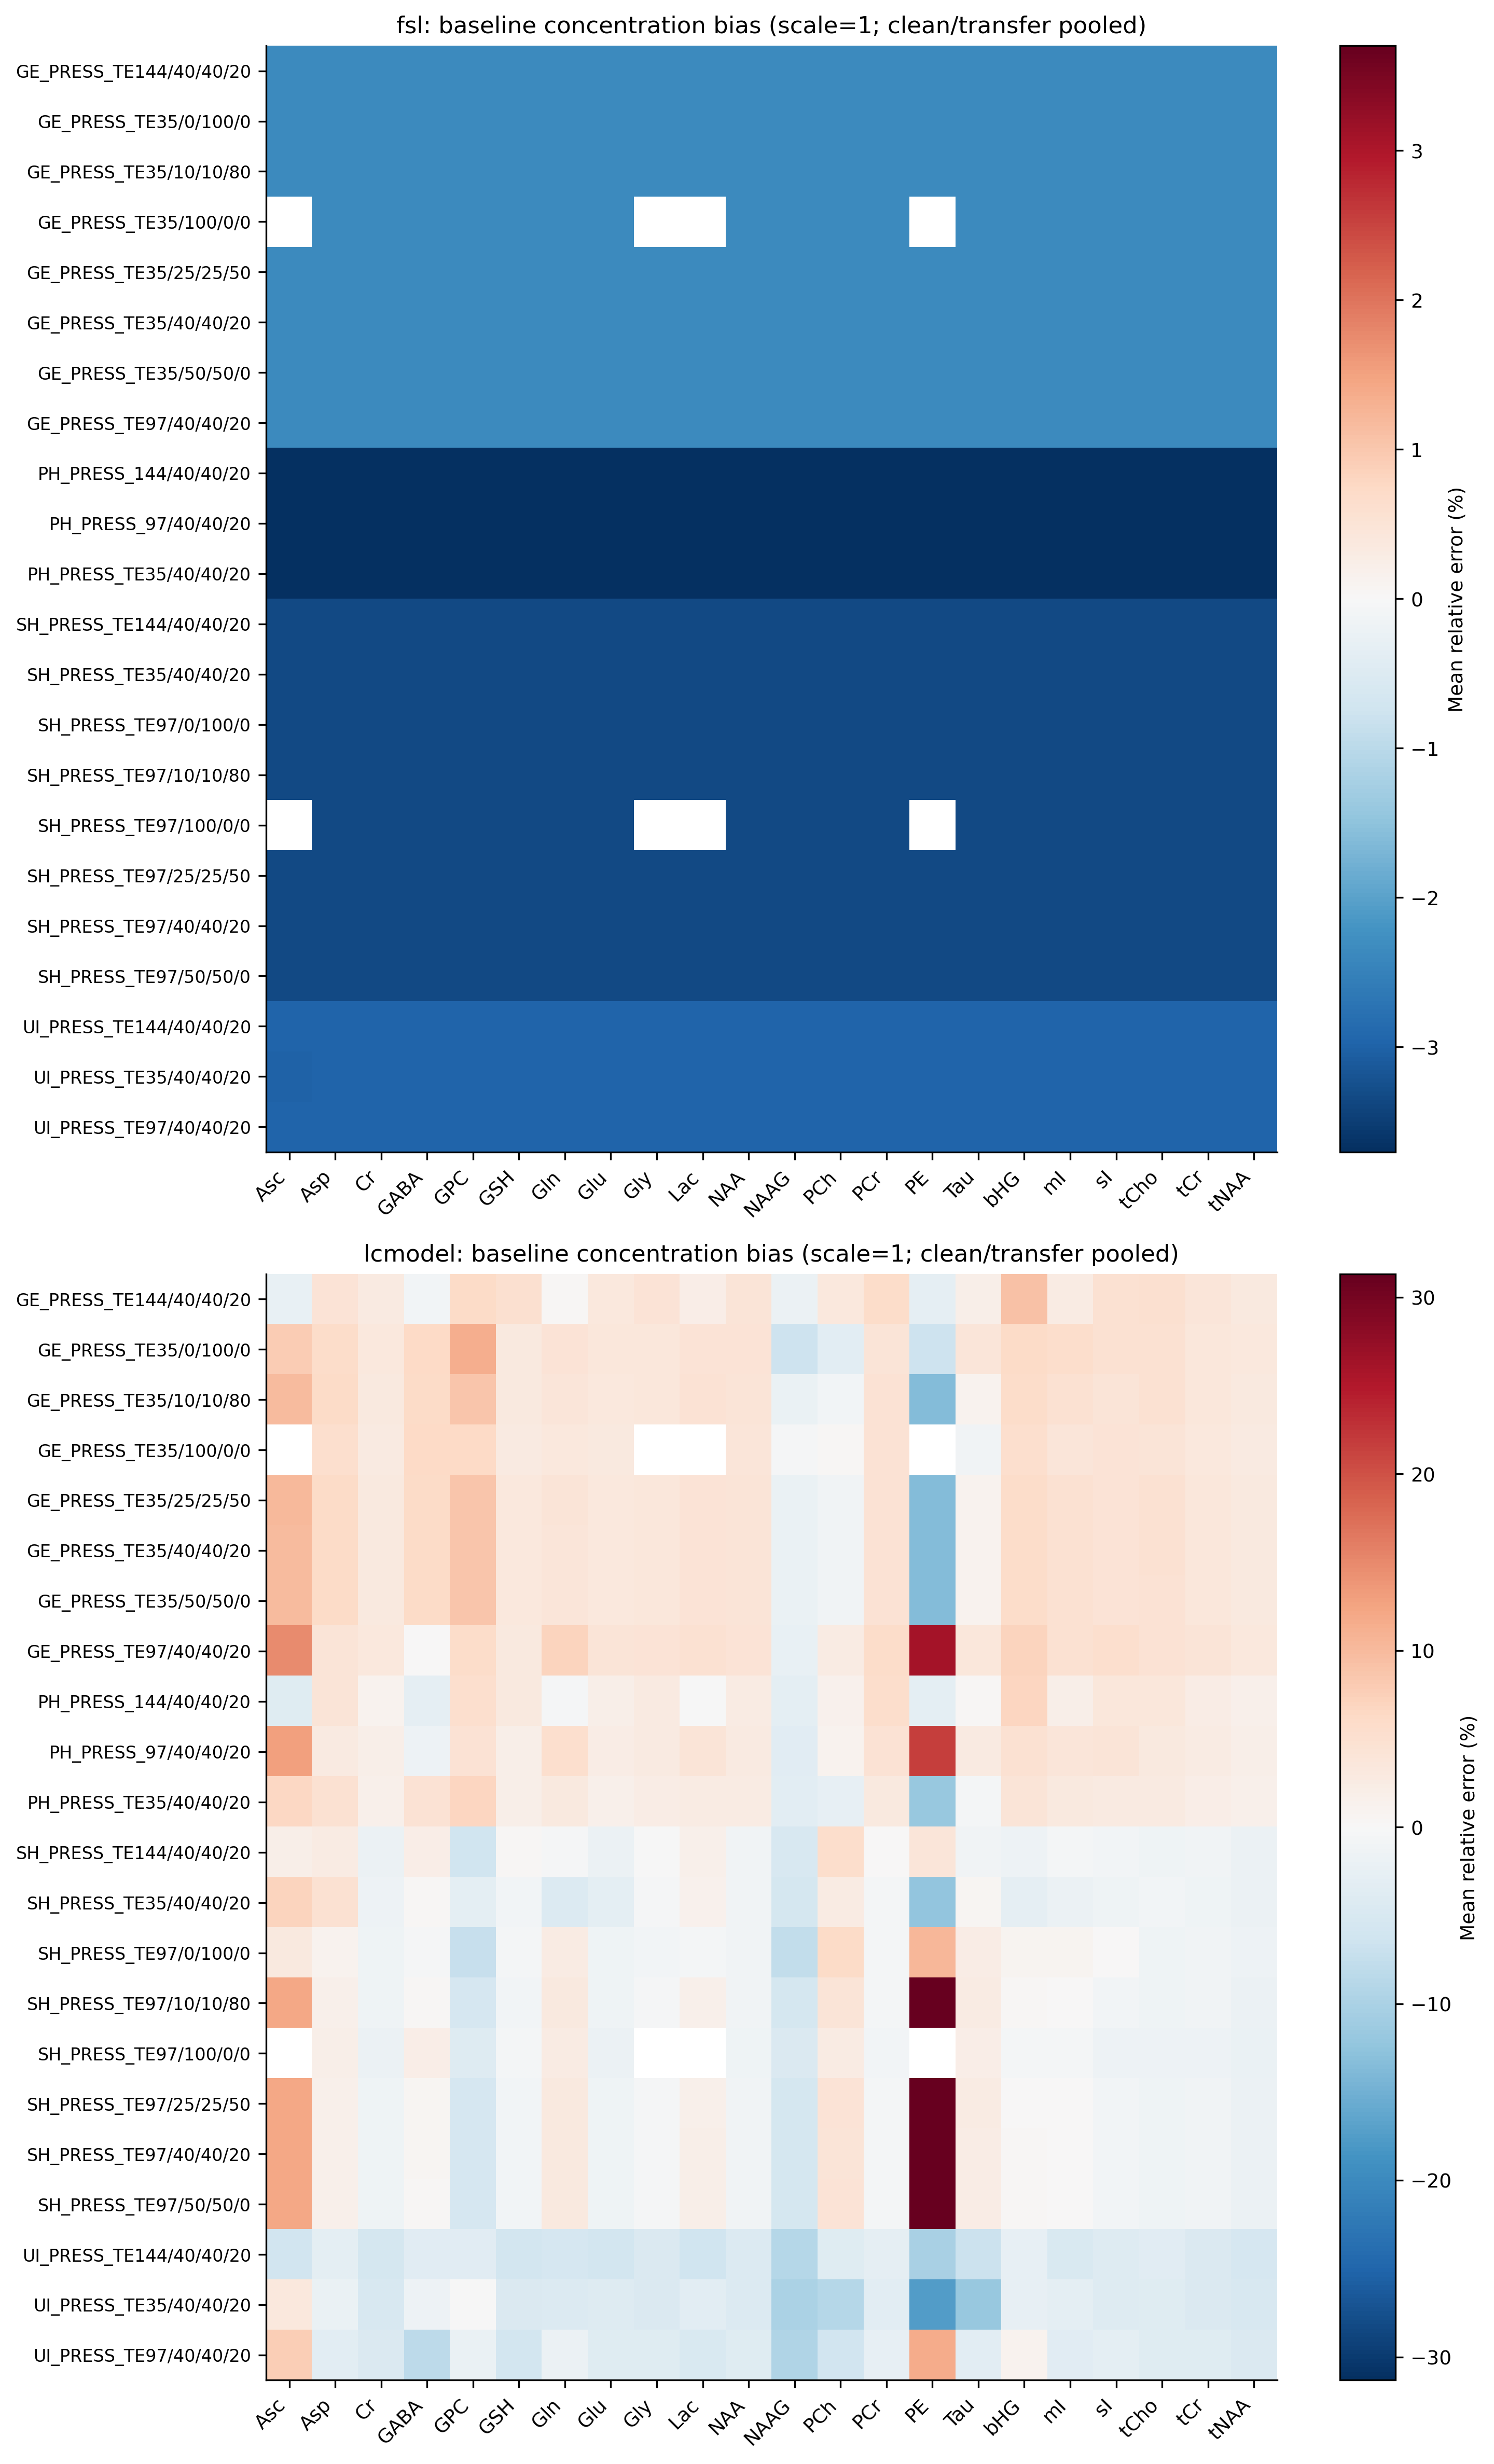 fsl: baseline concentration bias (scale=1; clean/transfer pooled)
GE_PRESS_TE144/40/40/20
GE_PRESS_TE35/0/100/0
GE_PRESS_TE35/10/10/80
GE_PRESS_TE35/100/0/0
GE_PRESS_TE35/25/25/50
GE_PRESS_TE35/40/40/20
GE_PRESS_TE35/50/50/0
GE_PRESS_TE97/40/40/20
PH_PRESS_144/40/40/20
PH_PRESS_97/40/40/20
PH_PRESS_TE35/40/40/20
SH_PRESS_TE144/40/40/20
SH_PRESS_TE35/40/40/20
SH_PRESS_TE97/0/100/0
SH_PRESS_TE97/10/10/80
SH_PRESS_TE97/100/0/0
SH_PRESS_TE97/25/25/50
SH_PRESS_TE97/40/40/20
SH_PRESS_TE97/50/50/0
UI_PRESS_TE144/40/40/20
UI_PRESS_TE35/40/40/20
UI_PRESS_TE97/40/40/20
Asc Asp Cr GABA GPC GSH Gln Glu Gly Lac NAA NAAG PCh PCr PE Tau bHG mI sI tCho tCr tNAA
3
2
1
0
−1
−2
−3
Mean relative error (%)
lcmodel: baseline concentration bias (scale=1; clean/transfer pooled)
GE_PRESS_TE144/40/40/20
GE_PRESS_TE35/0/100/0
GE_PRESS_TE35/10/10/80
GE_PRESS_TE35/100/0/0
GE_PRESS_TE35/25/25/50
GE_PRESS_TE35/40/40/20
GE_PRESS_TE35/50/50/0
GE_PRESS_TE97/40/40/20
PH_PRESS_144/40/40/20
PH_PRESS_97/40/40/20
PH_PRESS_TE35/40/40/20
SH_PRESS_TE144/40/40/20
SH_PRESS_TE35/40/40/20
SH_PRESS_TE97/0/100/0
SH_PRESS_TE97/10/10/80
SH_PRESS_TE97/100/0/0
SH_PRESS_TE97/25/25/50
SH_PRESS_TE97/40/40/20
SH_PRESS_TE97/50/50/0
UI_PRESS_TE144/40/40/20
UI_PRESS_TE35/40/40/20
UI_PRESS_TE97/40/40/20
Asc Asp Cr GABA GPC GSH Gln Glu Gly Lac NAA NAAG PCh PCr PE Tau bHG mI sI tCho tCr tNAA
30
20
10
0
−10
−20
−30
Mean relative error (%)